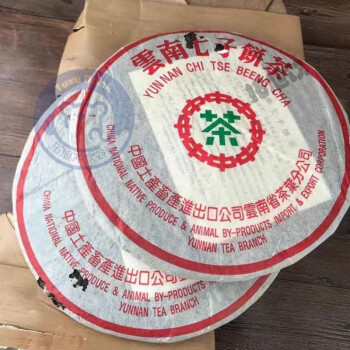 雲南七子餅茶
YUNNAN CHI TSE BEENG CHA
茶
中國土產畜產進出口公司雲南省茶葉分公司
CHINA NATIONAL NATIVE PRODUCE & ANIMAL BY-PRODUCTS IMPORT & EXPORT CORPORATION
YUNNAN TEA BRANCH
中國土產畜產進出口公司雲南省茶葉分公司
CHINA NATIONAL NATIVE PRODUCE & ANIMAL BY-PRODUCTS IMPORT & EXPORT
YUNNAN TEA BRANCH